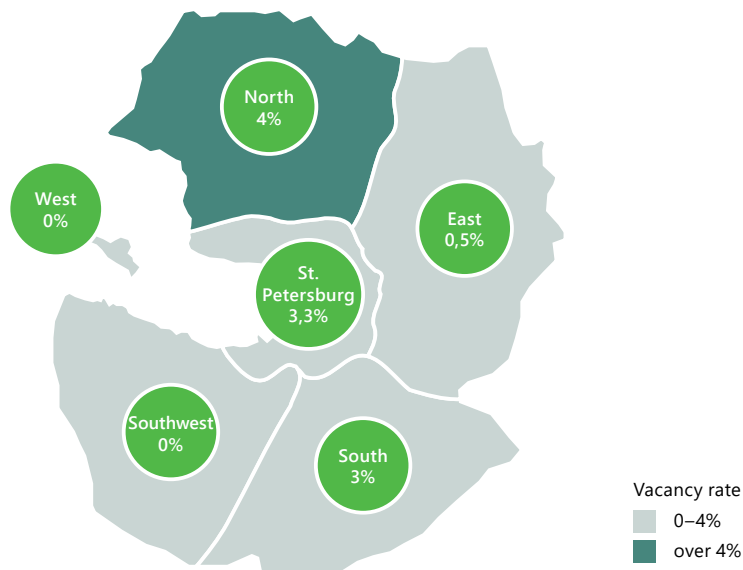 North
4%
West
0%
East
0,5%
St.
Petersburg
3,3%
Southwest
0%
South
3%
Vacancy rate
0–4%
over 4%